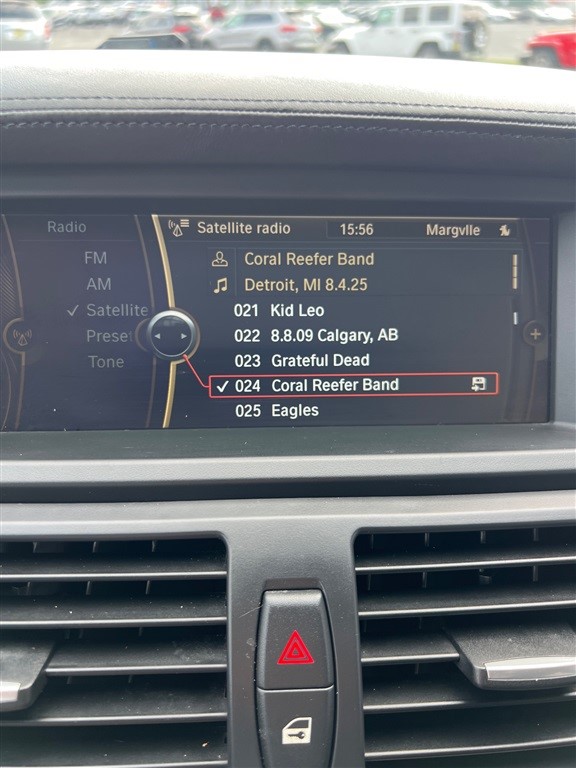 Radio
FM
AM
Satellite
Preset
Tone
Satellite radio 15:56 Margvlle
Coral Reefer Band
Detroit, MI 8.4.25
021 Kid Leo
022 8.8.09 Calgary, AB
023 Grateful Dead
024 Coral Reefer Band
025 Eagles